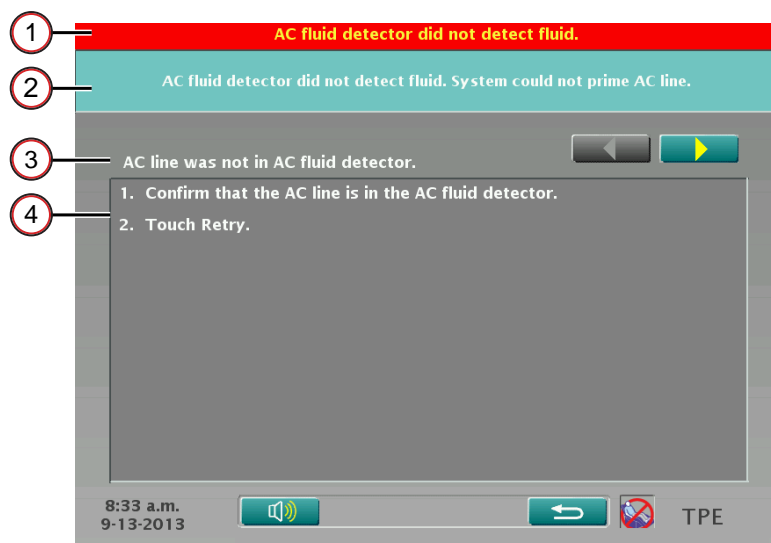 1
AC fluid detector did not detect fluid.
2
AC fluid detector did not detect fluid. System could not prime AC line.
3
AC line was not in AC fluid detector.
4
1. Confirm that the AC line is in the AC fluid detector.
2. Touch Retry.
8:33 a.m.
9-13-2013
TPE